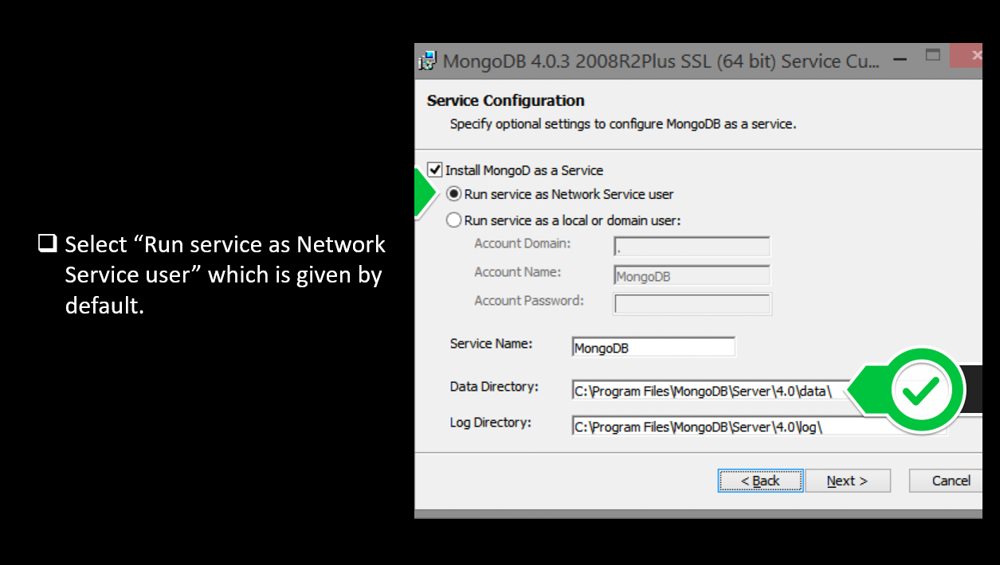 MongoDB 4.0.3 2008R2Plus SSL (64 bit) Service Cu...
Service Configuration
Specify optional settings to configure MongoDB as a service.
Install MongoD as a Service
Run service as Network Service user
Run service as a local or domain user:
Account Domain:
.
Account Name:
MongoDB
Account Password:
Service Name:
MongoDB
Data Directory:
C:\Program Files\MongoDB\Server\4.0\data\
Log Directory:
C:\Program Files\MongoDB\Server\4.0\log\
< Back
Next >
Cancel
Select “Run service as Network
Service user” which is given by
default.